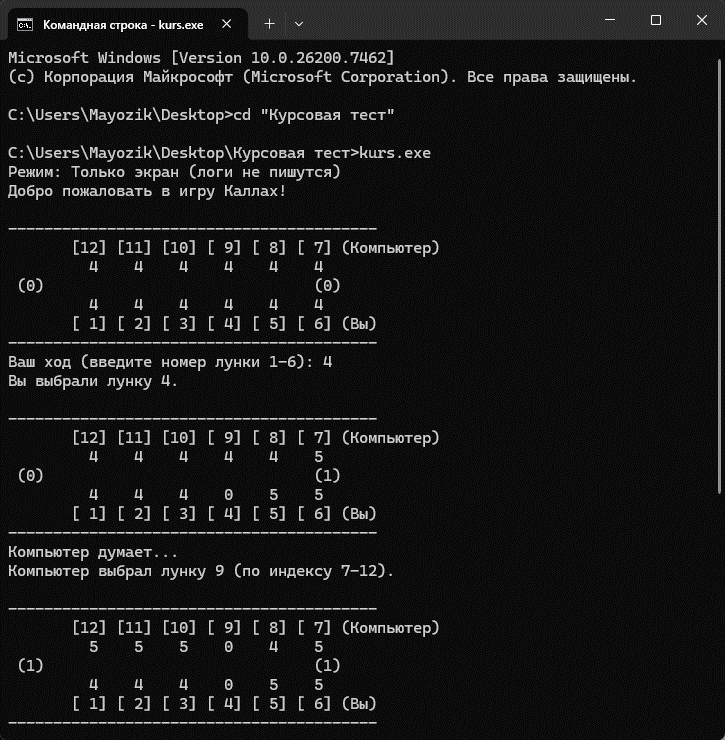 Командная строка - kurs.exe
Microsoft Windows [Version 10.0.26200.7462]
(c) Корпорация Майкрософт (Microsoft Corporation). Все права защищены.
C:\Users\Mayozik\Desktop>cd "Курсовая тест"
C:\Users\Mayozik\Desktop\Курсовая тест>kurs.exe
Режим: Только экран (логи не пишутся)
Добро пожаловать в игру Каллах!
-----------------------------------------
[12] [11] [10] [ 9] [ 8] [ 7] (Компьютер)
4 4 4 4 4 4
(0) (0)
4 4 4 4 4 4
[ 1] [ 2] [ 3] [ 4] [ 5] [ 6] (Вы)
-----------------------------------------
Ваш ход (введите номер лунки 1-6): 4
Вы выбрали лунку 4.
-----------------------------------------
[12] [11] [10] [ 9] [ 8] [ 7] (Компьютер)
4 4 4 4 4 5
(0) (1)
4 4 4 0 5 5
[ 1] [ 2] [ 3] [ 4] [ 5] [ 6] (Вы)
-----------------------------------------
Компьютер думает...
Компьютер выбрал лунку 9 (по индексу 7-12).
-----------------------------------------
[12] [11] [10] [ 9] [ 8] [ 7] (Компьютер)
5 5 5 0 4 5
(1) (1)
4 4 4 0 5 5
[ 1] [ 2] [ 3] [ 4] [ 5] [ 6] (Вы)
-----------------------------------------